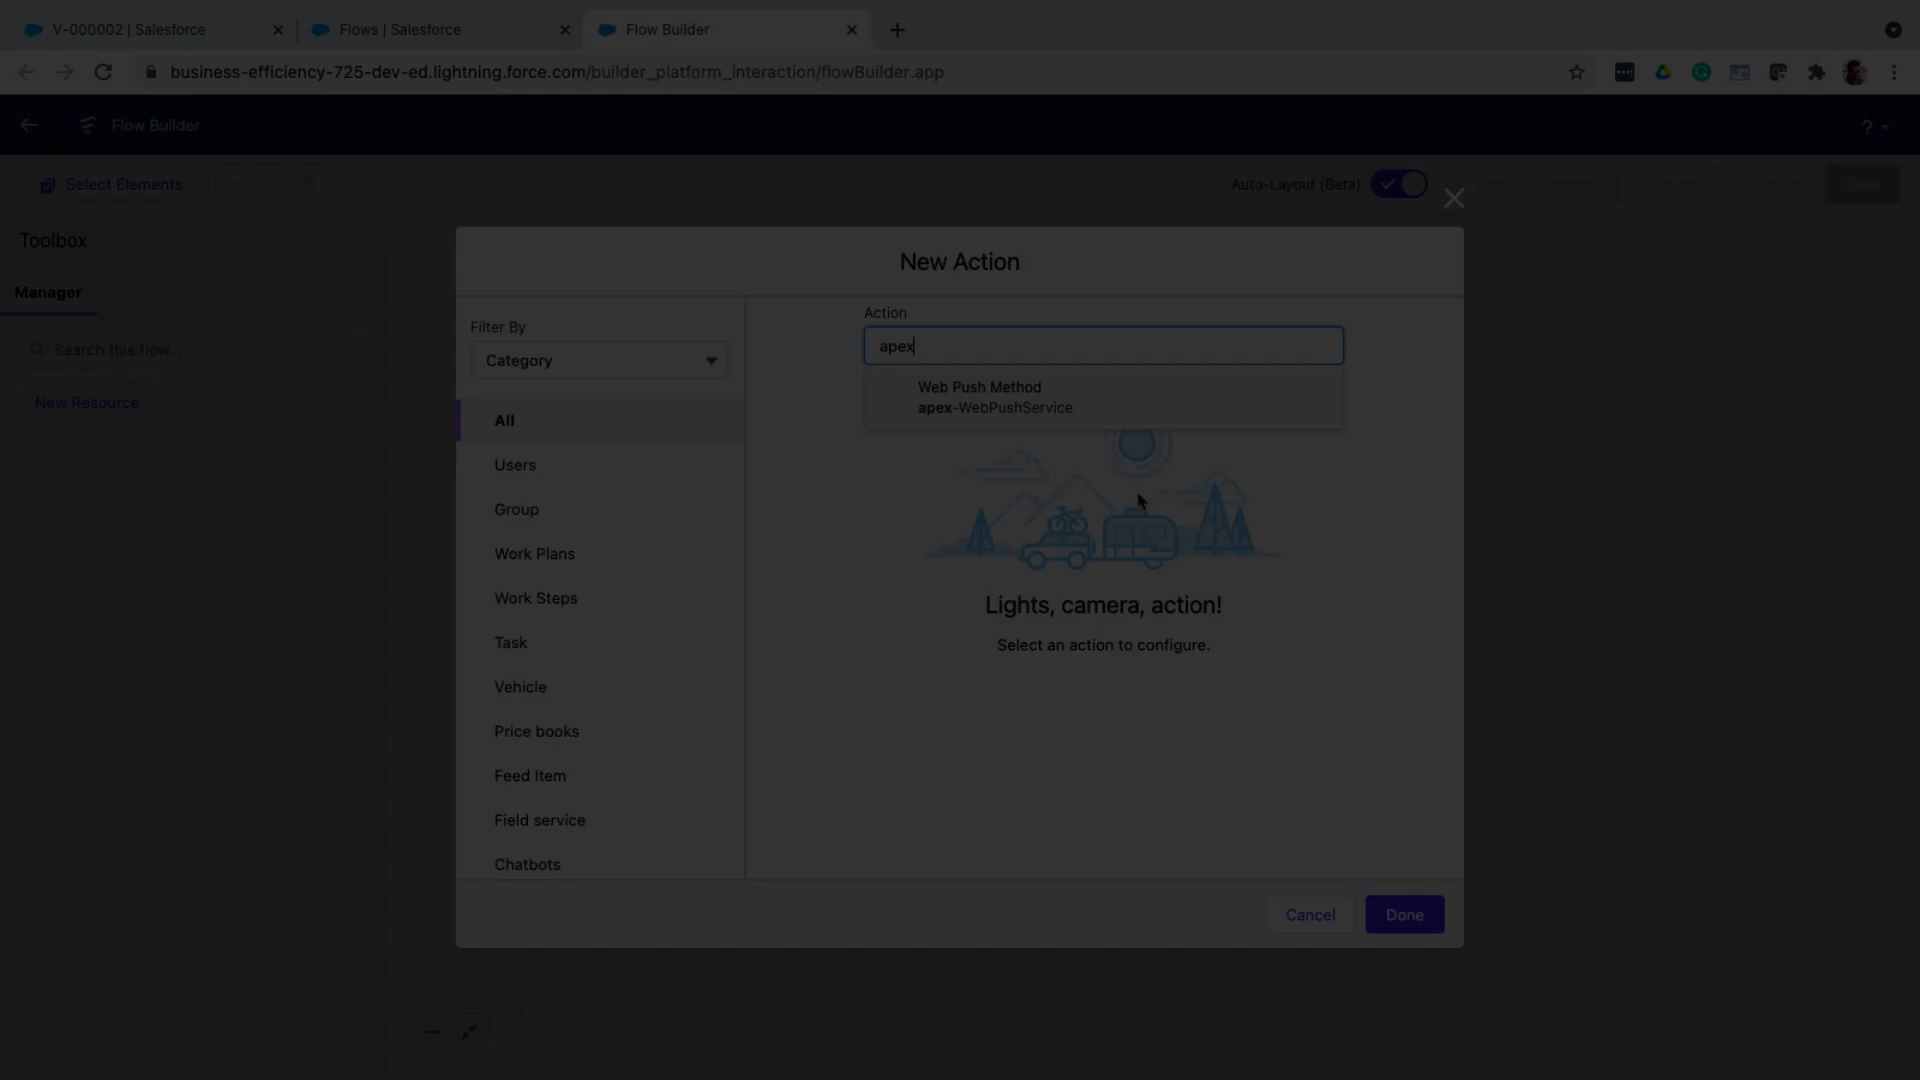 V-000002 | Salesforce
Flows | Salesforce
Flow Builder
business-efficiency-725-dev-ed.lightning.force.com/builder_platform_interaction/flowBuilder.app
Flow Builder
?
Select Elements
Auto-Layout (Beta)
Toolbox
Manager
Search this flow...
New Resource
New Action
Filter By
Category
All
Users
Group
Work Plans
Work Steps
Task
Vehicle
Price books
Feed Item
Field service
Chatbots
Action
apex
Web Push Method
apex-WebPushService
Lights, camera, action!
Select an action to configure.
Cancel
Done